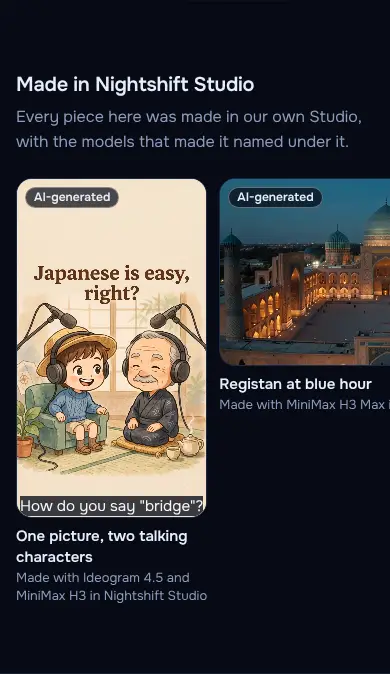 Made in Nightshift Studio
Every piece here was made in our own Studio,
with the models that made it named under it.
AI-generated
Japanese is easy,
right?
How do you say "bridge"?
One picture, two talking
characters
Made with Ideogram 4.5 and
MiniMax H3 in Nightshift Studio
AI-generated
Registan at blue hour
Made with MiniMax H3 Max